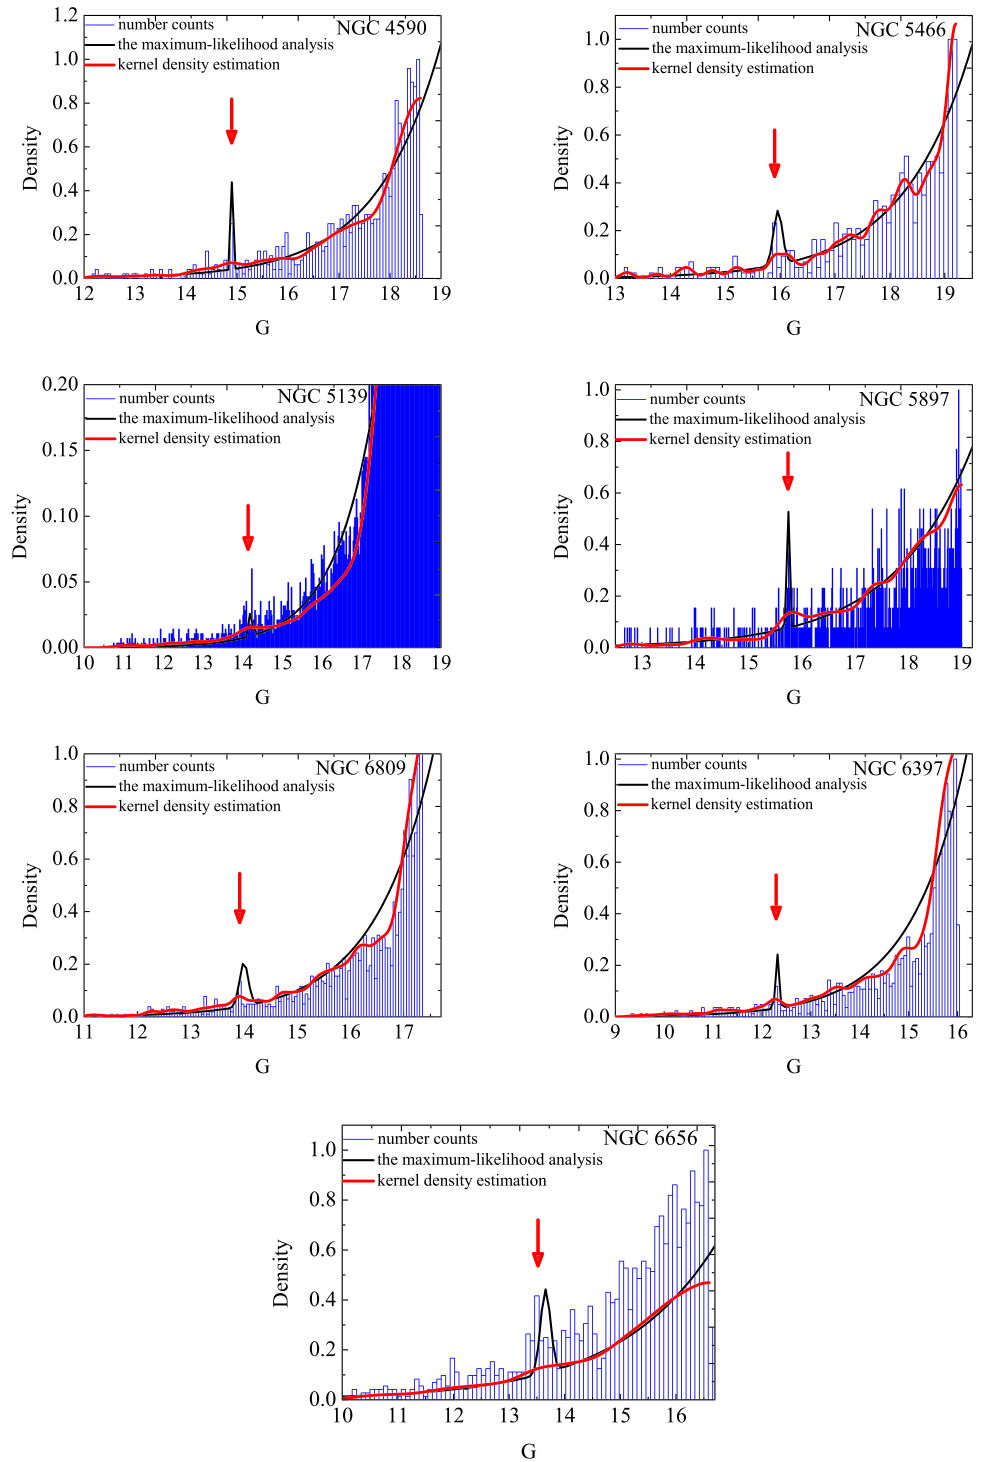 NGC 4590
number counts
the maximum-likelihood analysis
kernel density estimation
1.2
1.0
0.8
0.6
0.4
0.2
0.0
Density
12 13 14 15 16 17 18 19
G
NGC 5466
number counts
the maximum-likelihood analysis
kernel density estimation
1.0
0.8
0.6
0.4
0.2
0.0
Density
13 14 15 16 17 18 19
G
NGC 5139
number counts
the maximum-likelihood analysis
kernel density estimation
0.20
0.15
0.10
0.05
0.00
Density
10 11 12 13 14 15 16 17 18 19
G
NGC 5897
number counts
the maximum-likelihood analysis
kernel density estimation
1.0
0.8
0.6
0.4
0.2
0.0
Density
13 14 15 16 17 18 19
G
NGC 6809
number counts
the maximum-likelihood analysis
kernel density estimation
1.0
0.8
0.6
0.4
0.2
0.0
Density
11 12 13 14 15 16 17
G
NGC 6397
number counts
the maximum-likelihood analysis
kernel density estimation
1.0
0.8
0.6
0.4
0.2
0.0
Density
9 10 11 12 13 14 15 16
G
NGC 6656
number counts
the maximum-likelihood analysis
kernel density estimation
1.0
0.8
0.6
0.4
0.2
0.0
Density
10 11 12 13 14 15 16
G